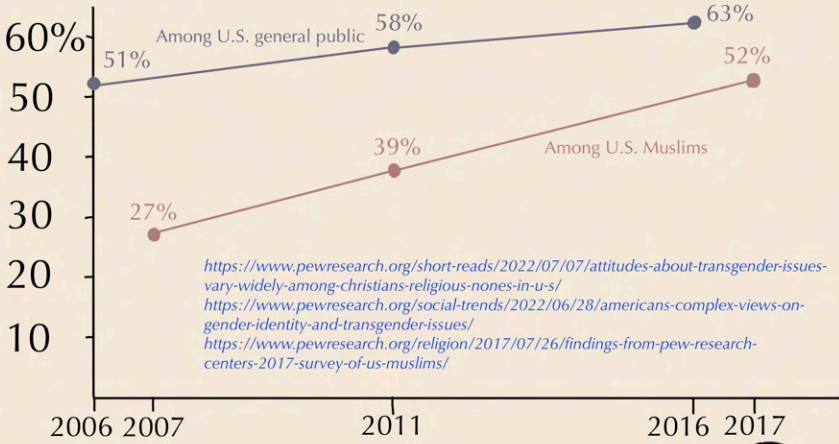 63%
58%
60%
Among U.S. general public
51%
52%
50
40
39%
Among U.S. Muslims
30
27%
20
https://www.pewresearch.org/short-reads/2022/07/07/attitudes-about-transgender-issues-
vary-widely-among-christians-religious-nones-in-u-s/
https://www.pewresearch.org/social-trends/2022/06/28/americans-complex-views-on-
gender-identity-and-transgender-issues/
https://www.pewresearch.org/religion/2017/07/26/findings-from-pew-research-
centers-2017-survey-of-us-muslims/
10
2006 2007 2011 2016 2017